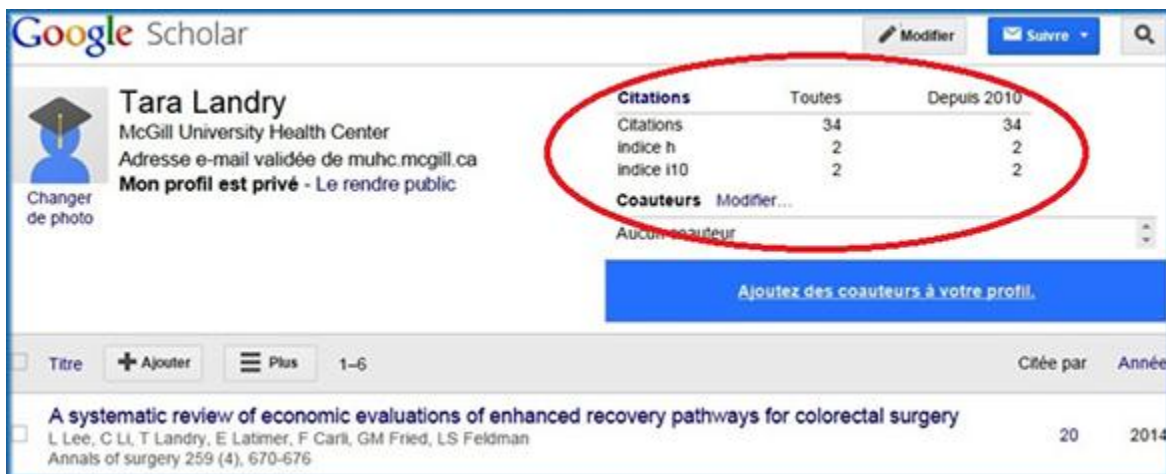 Google Scholar
Modifier
Suivre
Tara Landry
McGill University Health Center
Adresse e-mail validée de muhc.mcgill.ca
Mon profil est privé - Le rendre public
Changer
de photo
Citations Toutes Depuis 2010
Citations 34 34
indice h 2 2
indice i10 2 2
Coauteurs Modifier...
Aucun coauteur
Ajoutez des coauteurs à votre profil.
Titre Ajouter Plus 1–6 Citée par Année
A systematic review of economic evaluations of enhanced recovery pathways for colorectal surgery
L Lee, C Li, T Landry, E Latimer, F Carli, GM Fried, LS Feldman
Annals of surgery 259 (4), 670-676
20 2014